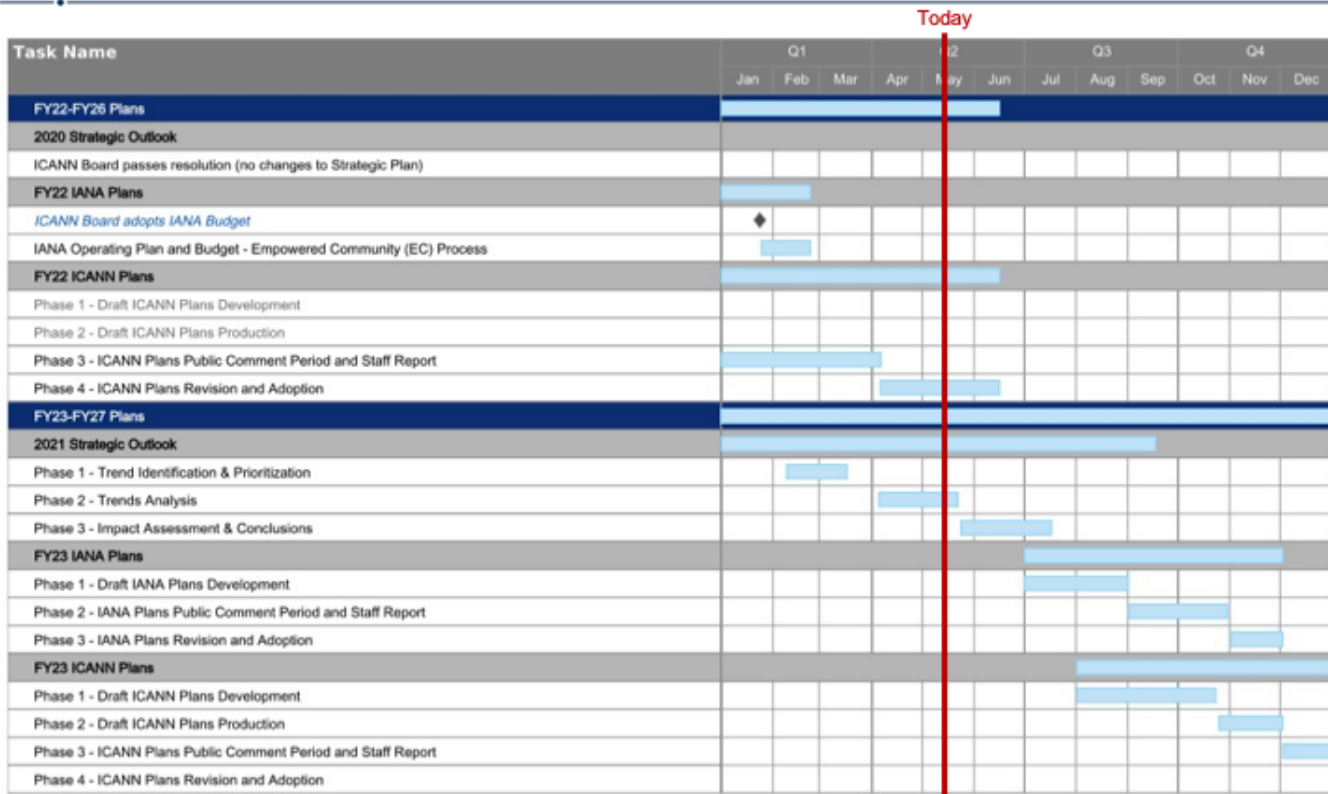 Today
Task Name Q1 Q2 Q3 Q4
Jan Feb Mar Apr May Jun Jul Aug Sep Oct Nov Dec
FY22-FY26 Plans
2020 Strategic Outlook
ICANN Board passes resolution (no changes to Strategic Plan)
FY22 IANA Plans
ICANN Board adopts IANA Budget
IANA Operating Plan and Budget - Empowered Community (EC) Process
FY22 ICANN Plans
Phase 1 - Draft ICANN Plans Development
Phase 2 - Draft ICANN Plans Production
Phase 3 - ICANN Plans Public Comment Period and Staff Report
Phase 4 - ICANN Plans Revision and Adoption
FY23-FY27 Plans
2021 Strategic Outlook
Phase 1 - Trend Identification & Prioritization
Phase 2 - Trends Analysis
Phase 3 - Impact Assessment & Conclusions
FY23 IANA Plans
Phase 1 - Draft IANA Plans Development
Phase 2 - IANA Plans Public Comment Period and Staff Report
Phase 3 - IANA Plans Revision and Adoption
FY23 ICANN Plans
Phase 1 - Draft ICANN Plans Development
Phase 2 - Draft ICANN Plans Production
Phase 3 - ICANN Plans Public Comment Period and Staff Report
Phase 4 - ICANN Plans Revision and Adoption